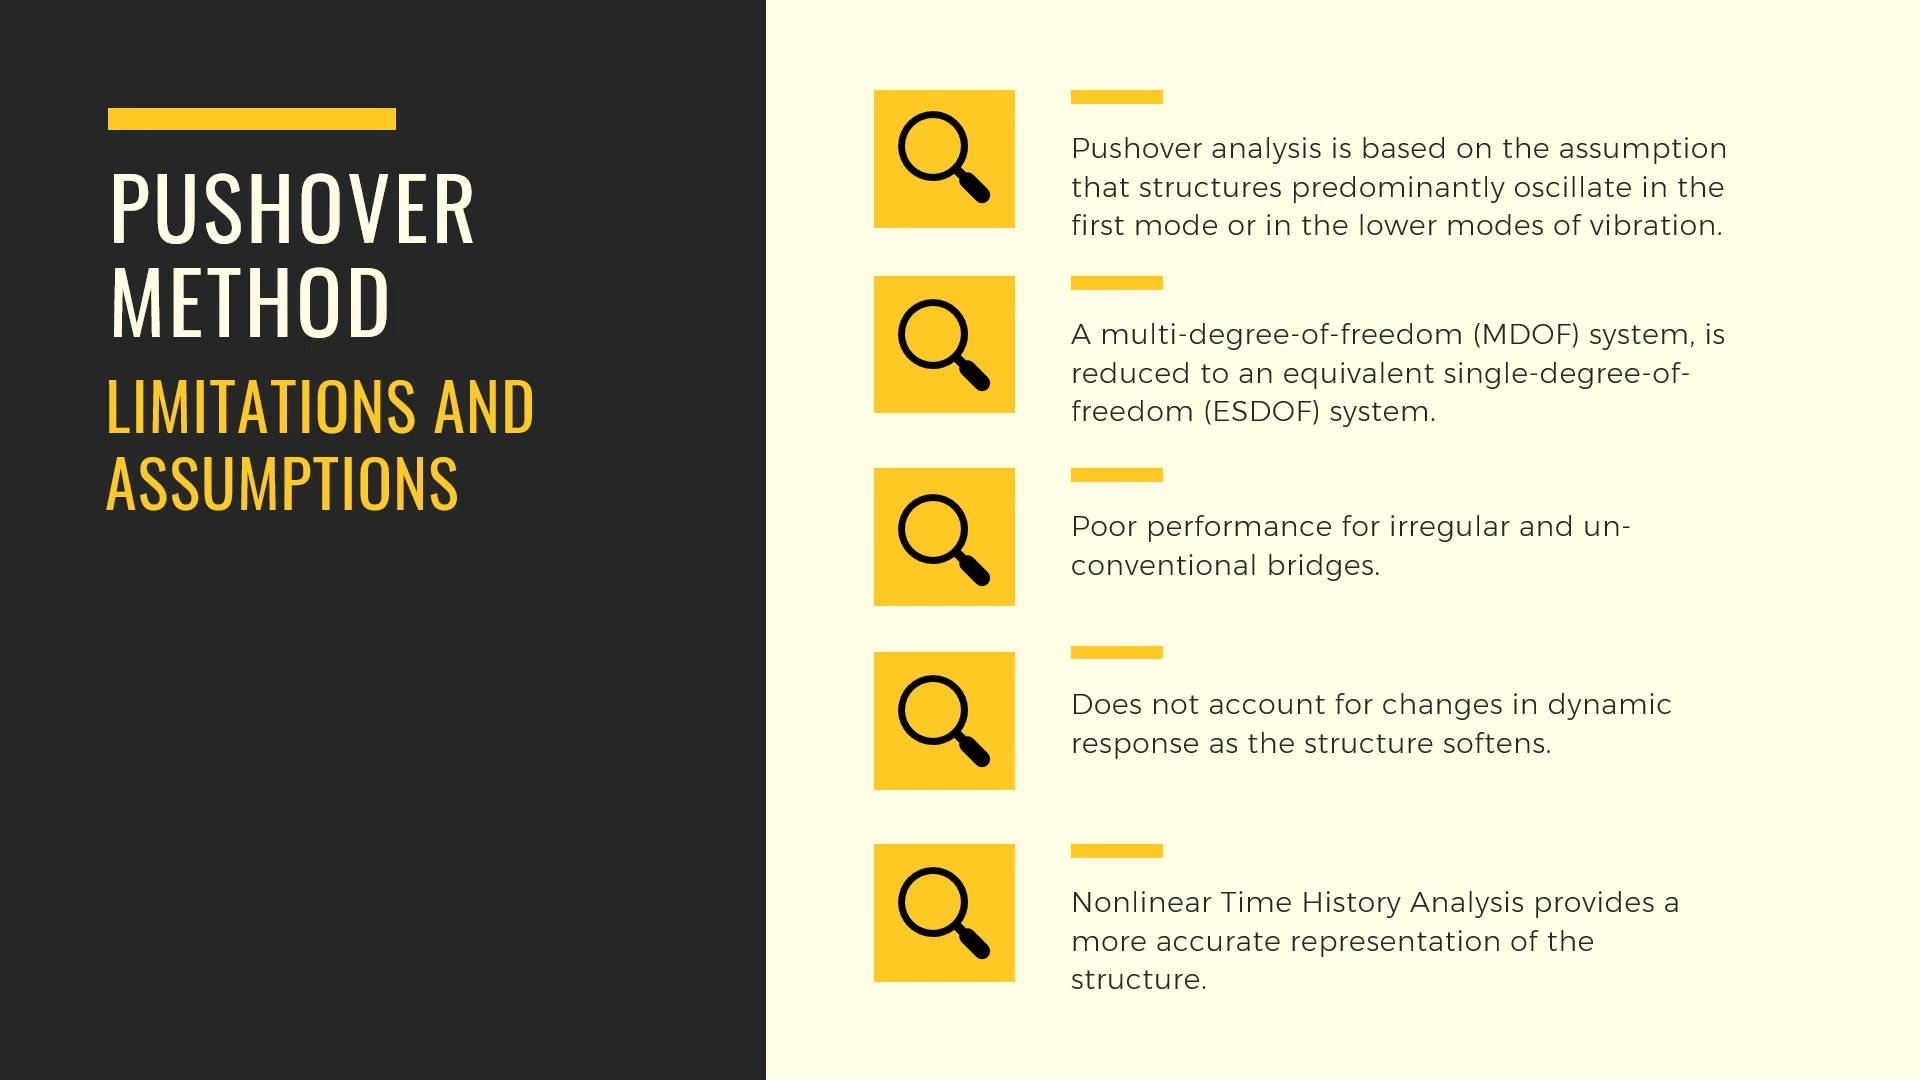 PUSHOVER
METHOD
LIMITATIONS AND
ASSUMPTIONS
Pushover analysis is based on the assumption
that structures predominantly oscillate in the
first mode or in the lower modes of vibration.
A multi-degree-of-freedom (MDOF) system, is
reduced to an equivalent single-degree-of-
freedom (ESDOF) system.
Poor performance for irregular and un-
conventional bridges.
Does not account for changes in dynamic
response as the structure softens.
Nonlinear Time History Analysis provides a
more accurate representation of the
structure.